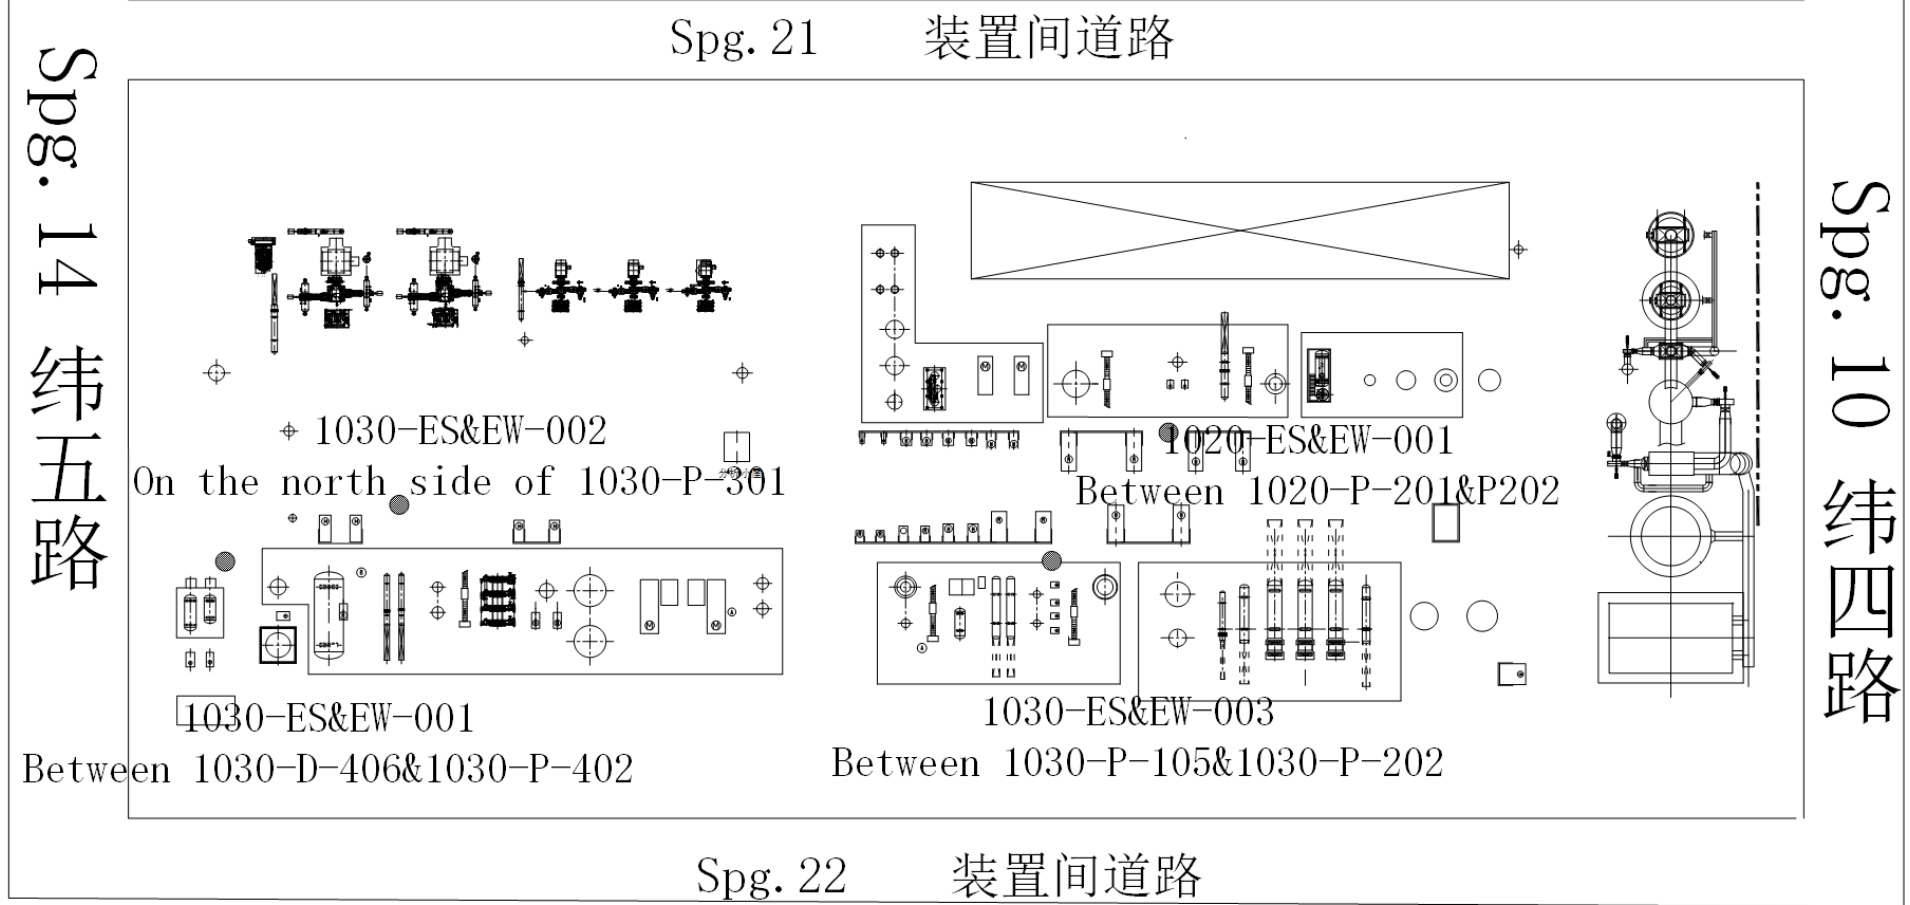 Spg. 21 装置间道路
Spg. 14 纬五路
Spg. 10 纬四路
1030-ES&EW-002
On the north side of 1030-P-301
1020-ES&EW-001
Between 1020-P-201&P202
1030-ES&EW-001
Between 1030-D-406&1030-P-402
1030-ES&EW-003
Between 1030-P-105&1030-P-202
Spg. 22 装置间道路